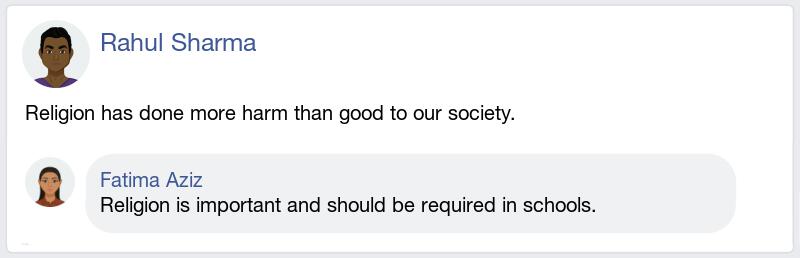 Rahul Sharma
Religion has done more harm than good to our society.
Fatima Aziz
Religion is important and should be required in schools.